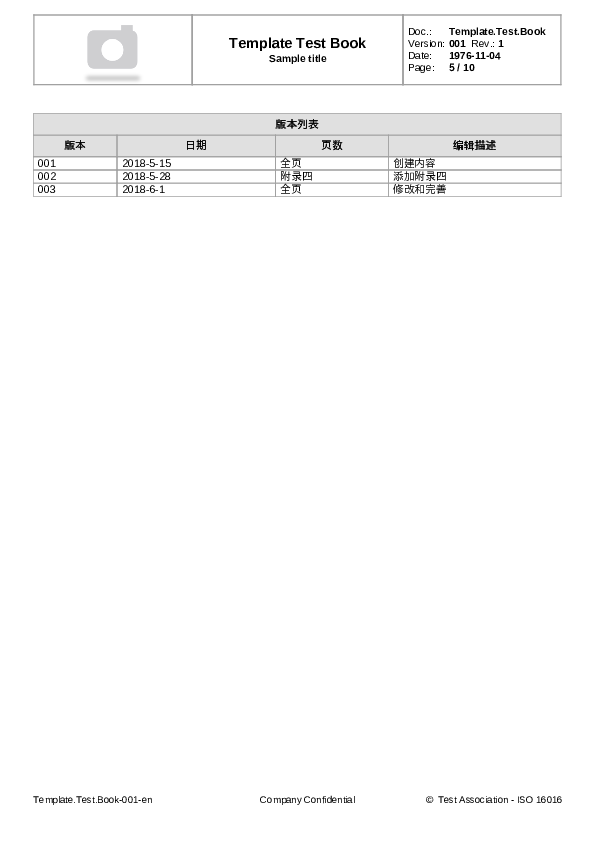 Template Test Book
Sample title
Doc.: Template.Test.Book
Version: 001 Rev.: 1
Date: 1976-11-04
Page: 5 / 10
版本列表
版本 日期 页数 编辑描述
001 2018-5-15 全页 创建内容
002 2018-5-28 附录四 添加附录四
003 2018-6-1 全页 修改和完善
Template.Test.Book-001-en Company Confidential © Test Association - ISO 16016